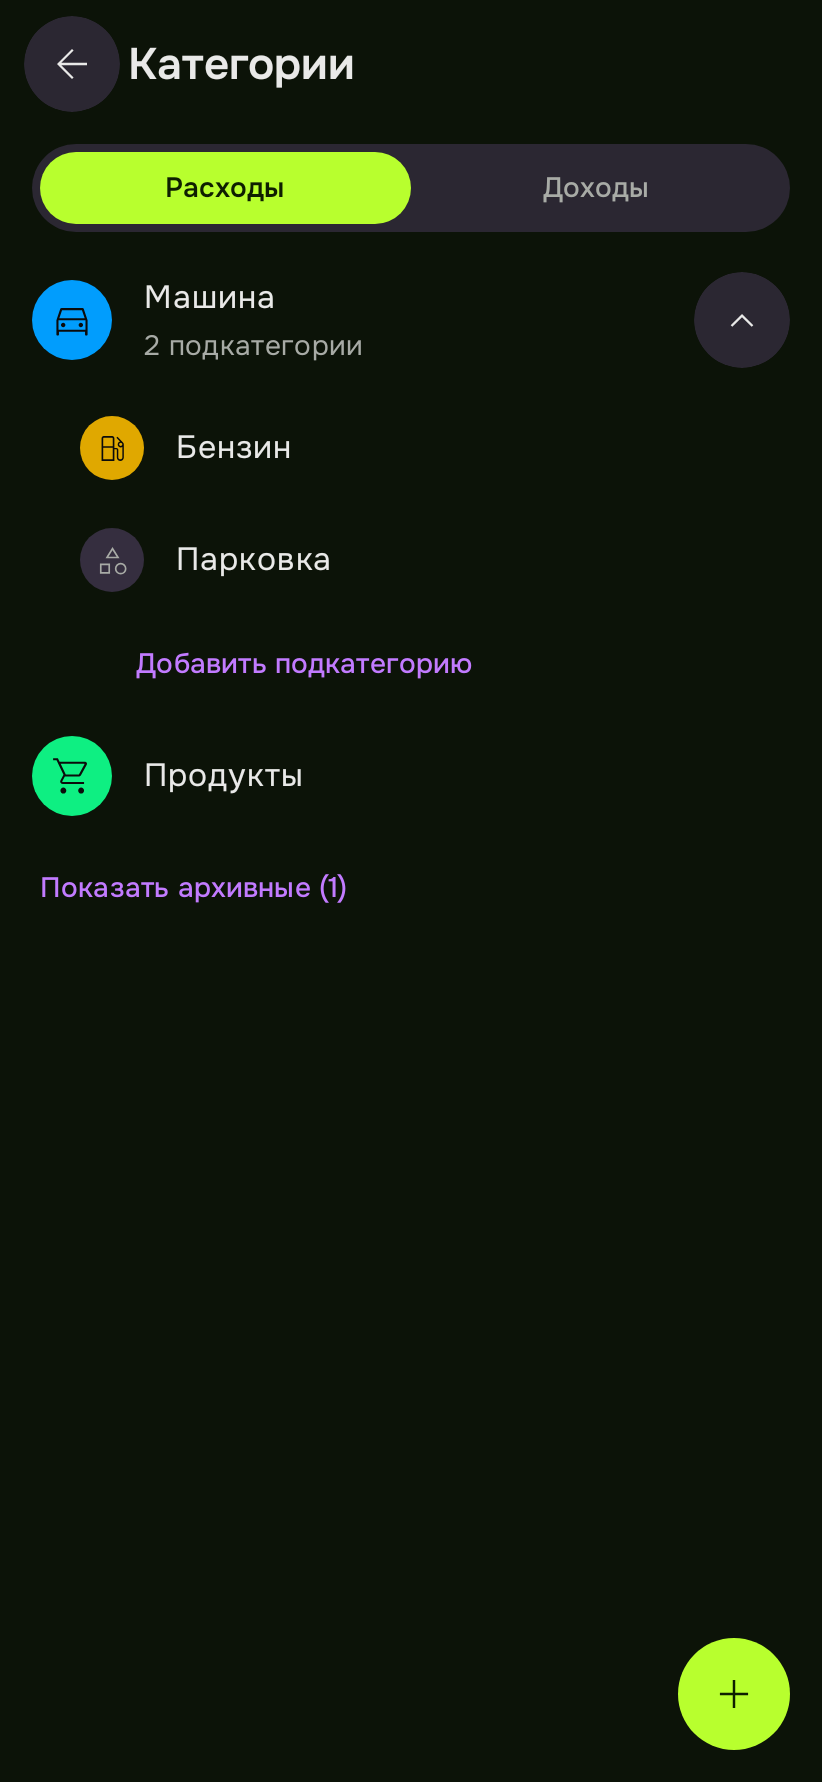 Категории
Расходы
Доходы
Машина
2 подкатегории
Бензин
Парковка
Добавить подкатегорию
Продукты
Показать архивные (1)